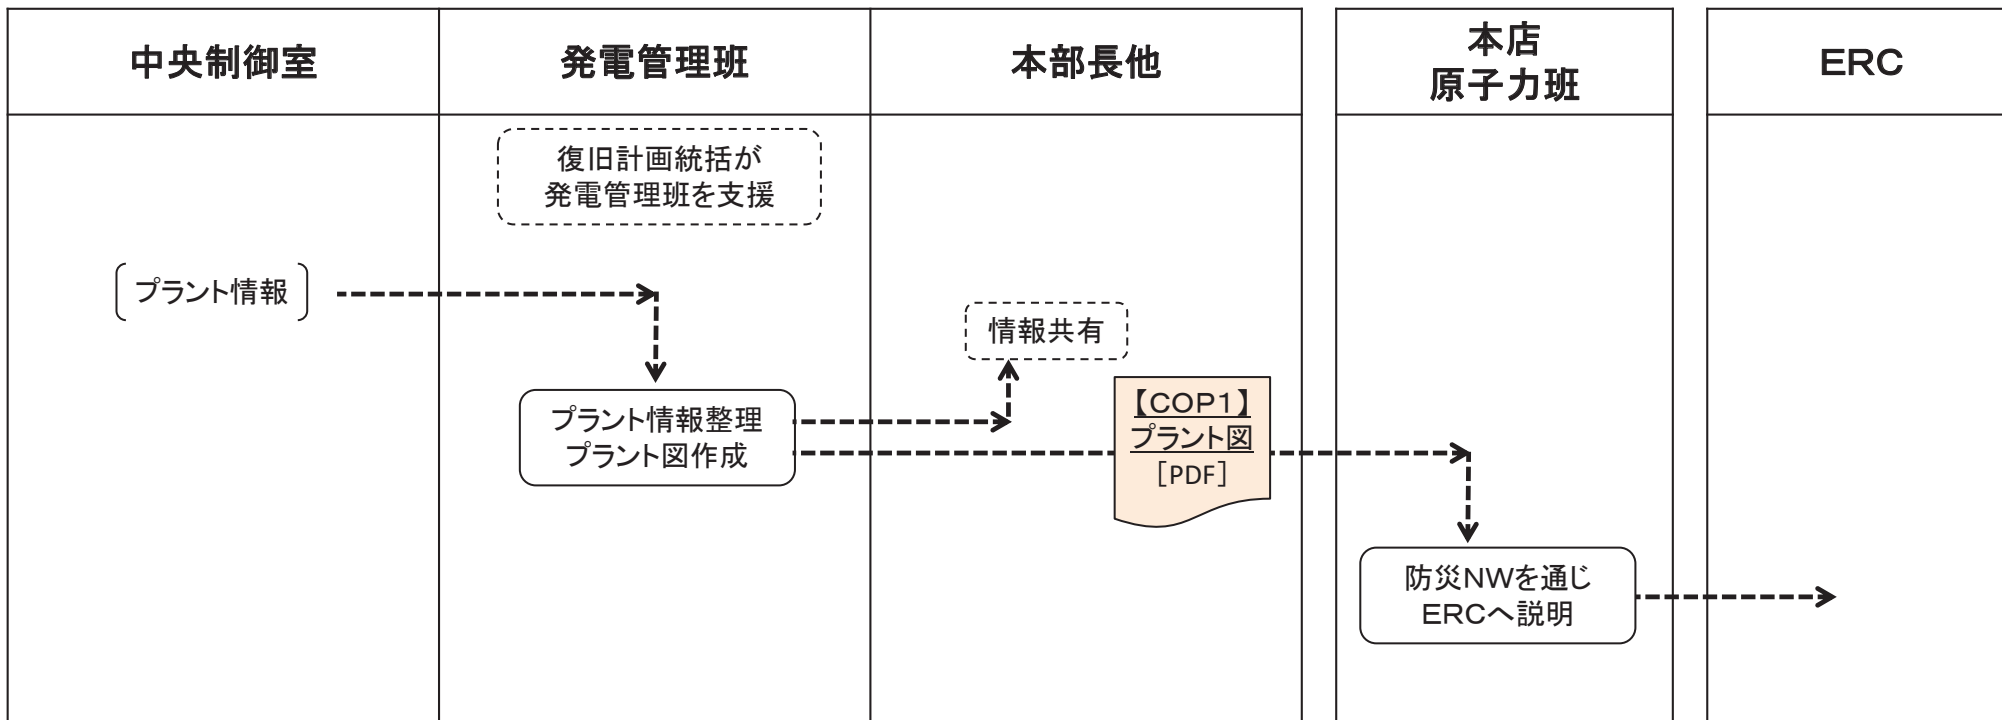 中央制御室
発電管理班
本部長他
本店
原子力班
ERC
復旧計画統括が
発電管理班を支援
プラント情報
情報共有
プラント情報整理
プラント図作成
【COP1】
プラント図
[PDF]
防災NWを通じ
ERCへ説明